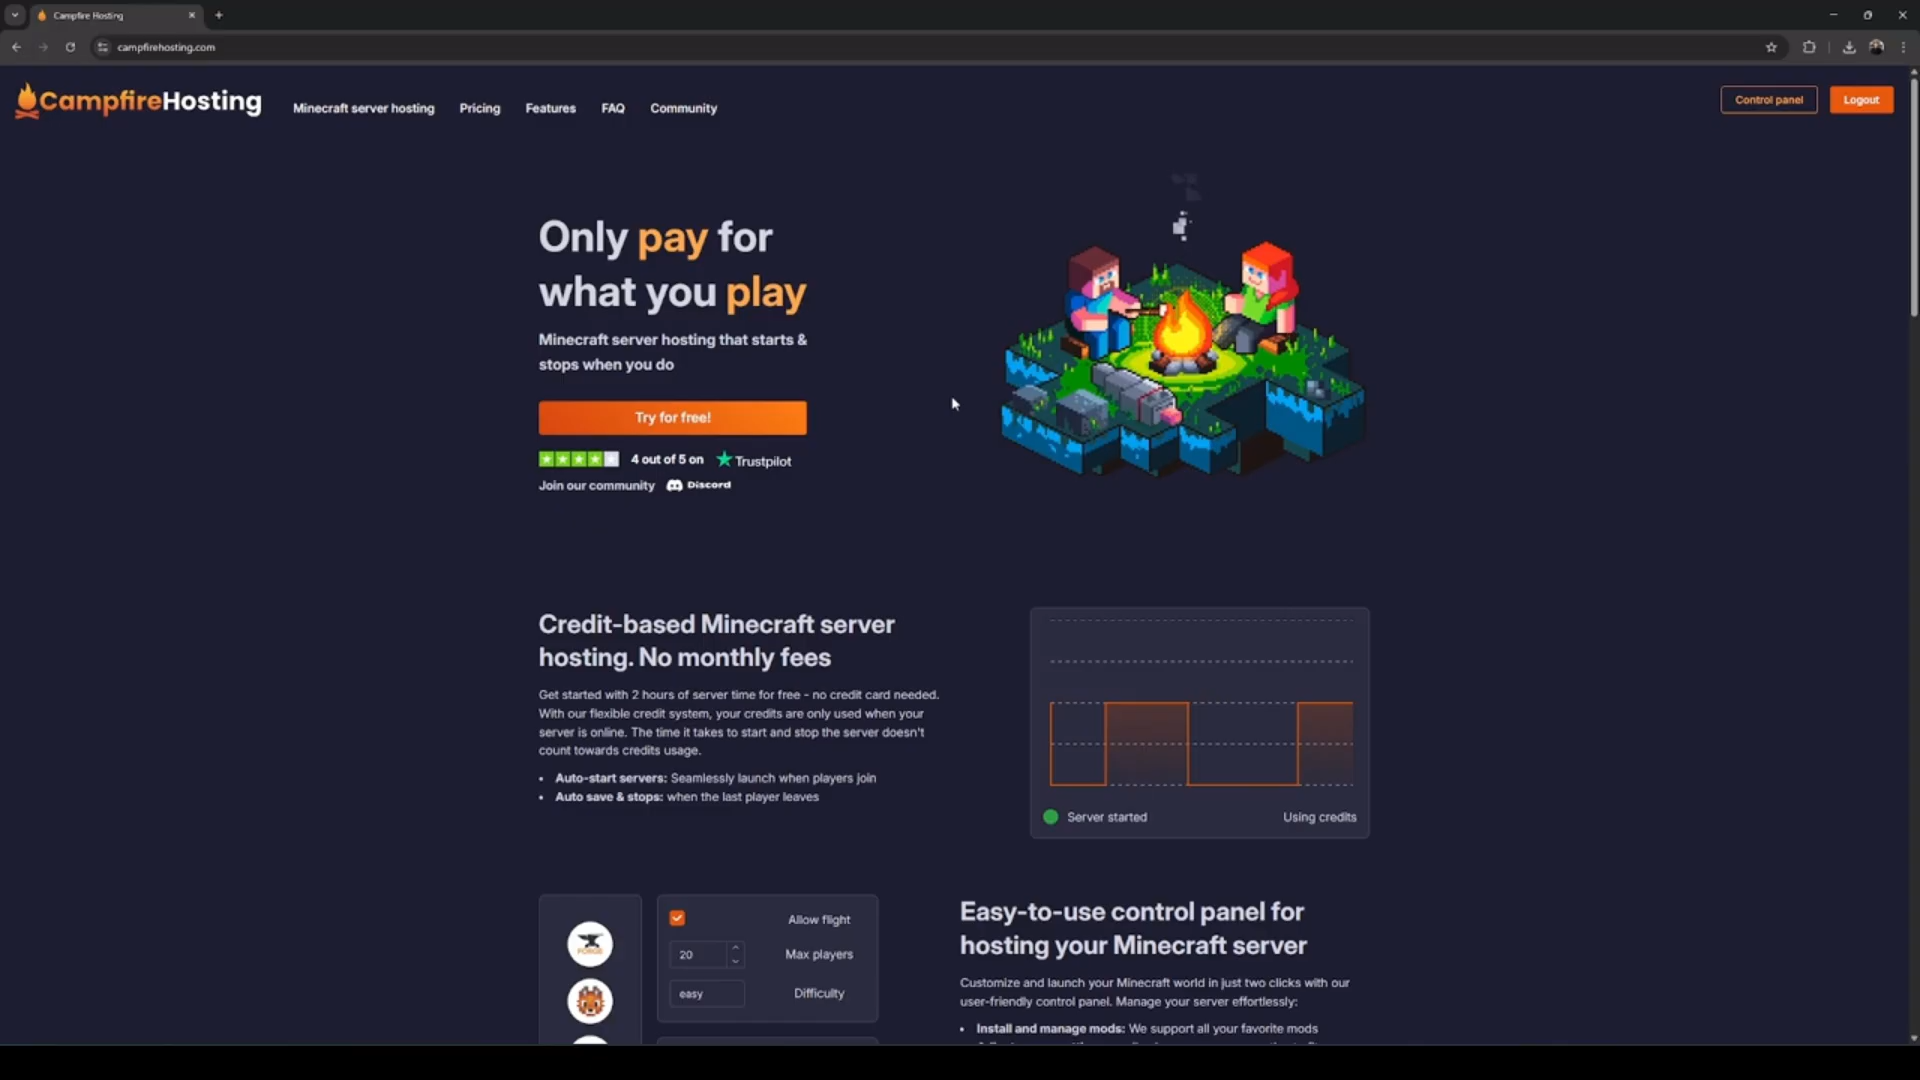 Campfire Hosting
campfirehosting.com
CampfireHosting
Minecraft server hosting
Pricing
Features
FAQ
Community
Control panel
Logout
Only pay for
what you play
Minecraft server hosting that starts &
stops when you do
Try for free!
4 out of 5 on Trustpilot
Join our community Discord
Credit-based Minecraft server
hosting. No monthly fees
Get started with 2 hours of server time for free - no credit card needed.
With our flexible credit system, your credits are only used when your
server is online. The time it takes to start and stop the server doesn't
count towards credits usage.
• Auto-start servers: Seamlessly launch when players join
• Auto save & stops: when the last player leaves
Server started
Using credits
FORGE
Allow flight
20 Max players
easy Difficulty
Easy-to-use control panel for
hosting your Minecraft server
Customize and launch your Minecraft world in just two clicks with our
user-friendly control panel. Manage your server effortlessly:
• Install and manage mods: We support all your favorite mods